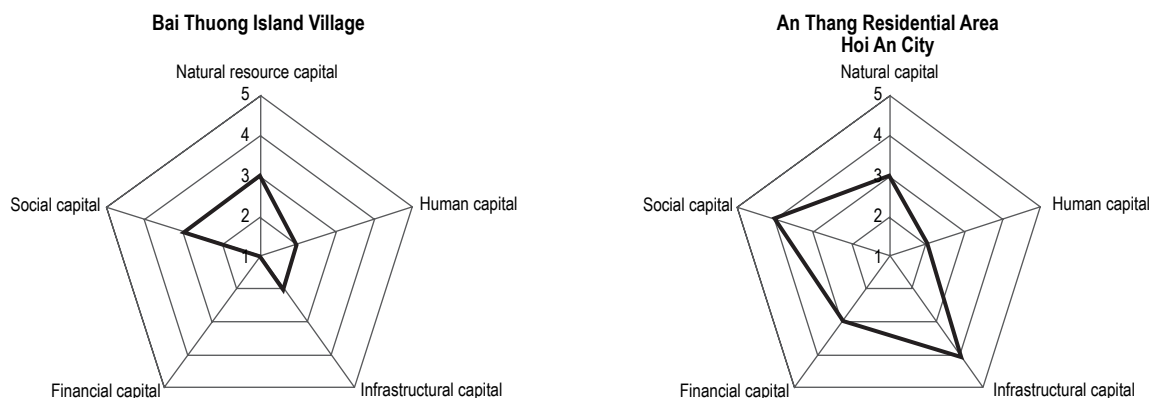 Bai Thuong Island Village
Natural resource capital
5
4
3
2
1
Social capital
Human capital
Financial capital
Infrastructural capital
An Thang Residential Area
Hoi An City
Natural capital
5
4
3
2
1
Social capital
Human capital
Financial capital
Infrastructural capital